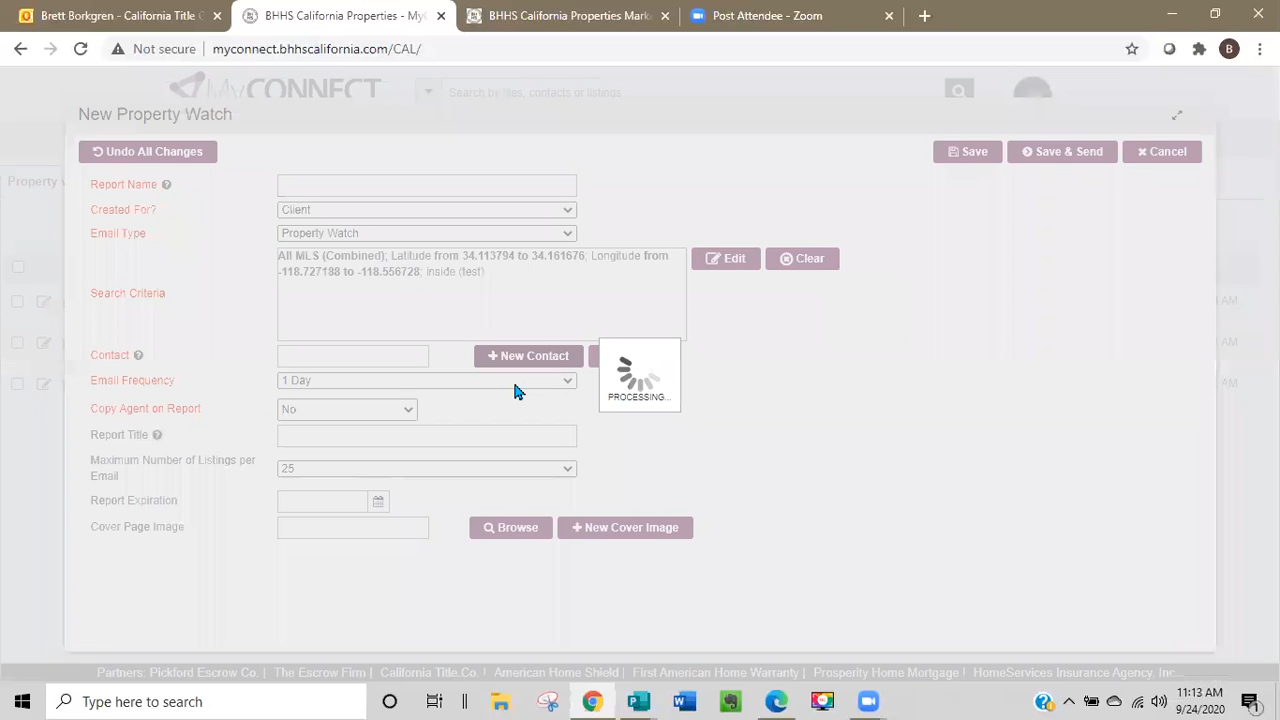 Brett Borkgren - California Title C
BHHS California Properties - MyC
BHHS California Properties Marke
Post Attendee - Zoom
Not secure
myconnect.bhhscalifornia.com/CAL/
B
MyCONNECT
Search by files, contacts or listings
New Property Watch
Undo All Changes
Save
Save & Send
Cancel
Property
Report Name
Created For?
Client
Email Type
Property Watch
All MLS (Combined); Latitude from 34.113794 to 34.161676; Longitude from
-118.727188 to -118.556728; inside (test)
Edit
Clear
Search Criteria
AM
Contact
New Contact
Email Frequency
1 Day
PROCESSING...
AM
Copy Agent on Report
No
Report Title
Maximum Number of Listings per
Email
25
Report Expiration
Cover Page Image
Browse
New Cover Image
Partners: Pickford Escrow Co. | The Escrow Firm | California Title Co. | American Home Shield | First American Home Warranty | Prosperity Home Mortgage | HomeServices Insurance Agency, Inc.
Type here to search
11:13 AM
9/24/2020
1